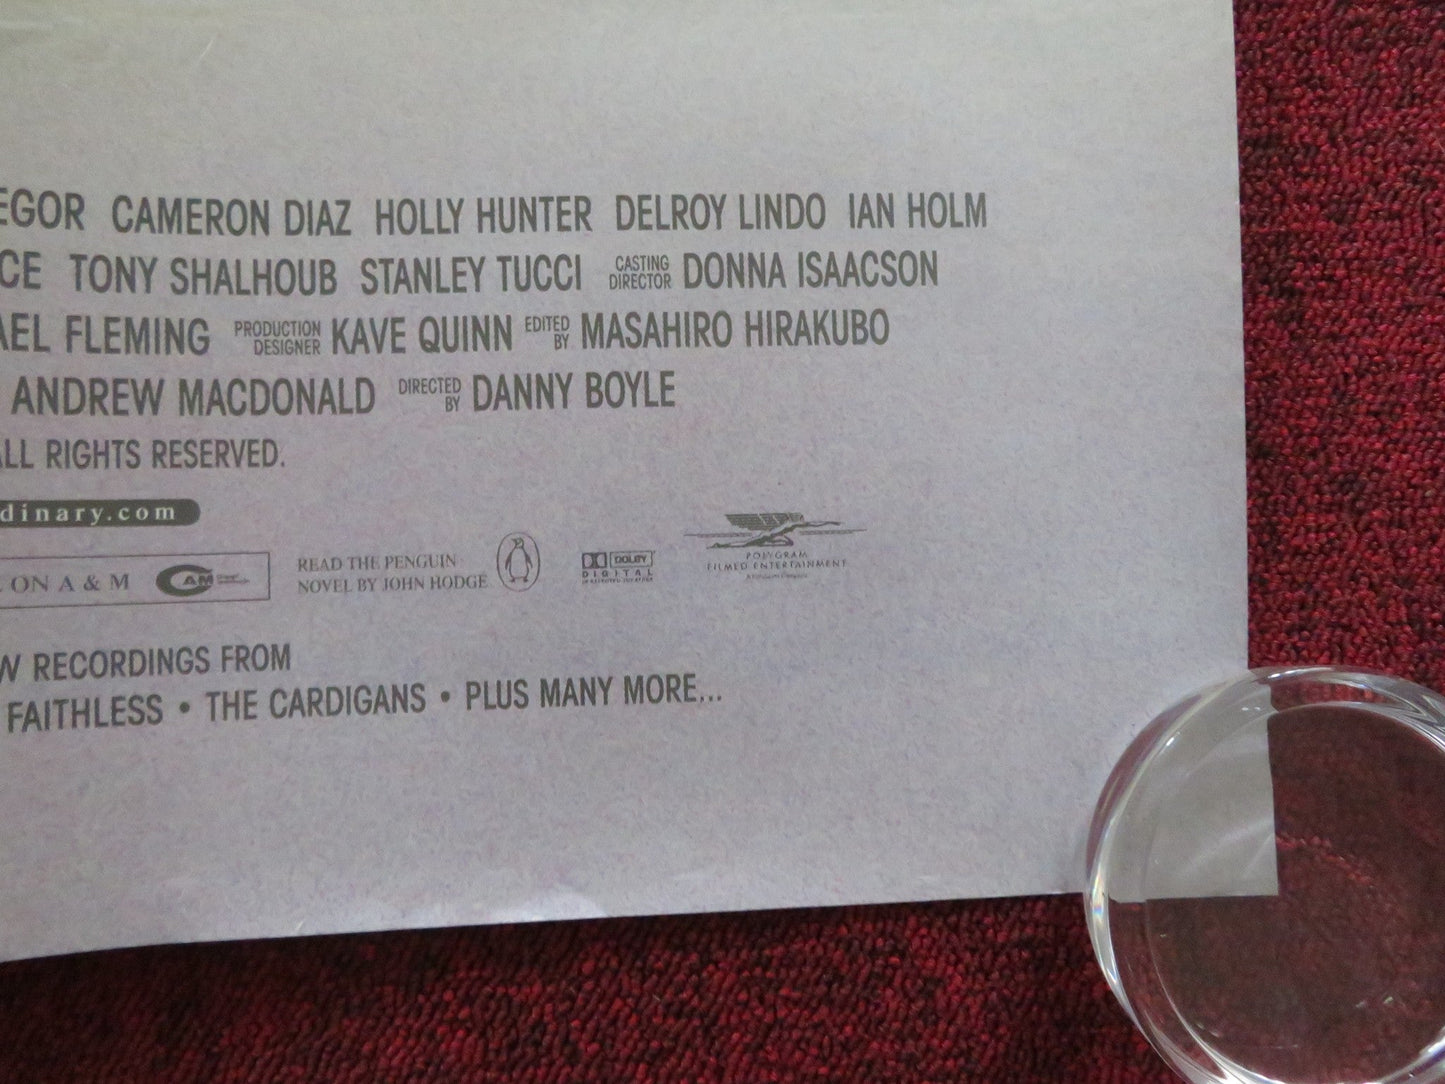 EGOR CAMERON DIAZ HOLLY HUNTER DELROY LINDO IAN HOLM
CE TONY SHALHOUB STANLEY TUCCI CASTING DIRECTOR DONNA ISAACSON
AEL FLEMING PRODUCTION DESIGNER KAVE QUINN EDITED BY MASAHIRO HIRAKUBO
ANDREW MACDONALD DIRECTED BY DANNY BOYLE
ALL RIGHTS RESERVED.
dinary.com
ON A & M CAM
READ THE PENGUIN
NOVEL BY JOHN HODGE
DOLBY
DIGITAL
POLYGRAM
FILMED ENTERTAINMENT
W RECORDINGS FROM
FAITHLESS • THE CARDIGANS • PLUS MANY MORE...